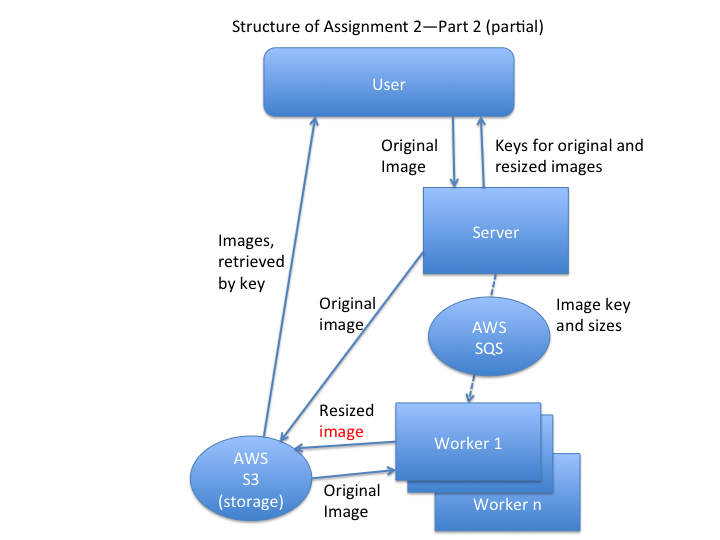 Structure of Assignment 2—Part 2 (partial)
User
Original
Image
Keys for original and
resized images
Server
Images,
retrieved
by key
Original
image
Image key
and sizes
AWS
SQS
Resized
image
Worker 1
AWS
S3
(storage)
Original
Image
Worker n